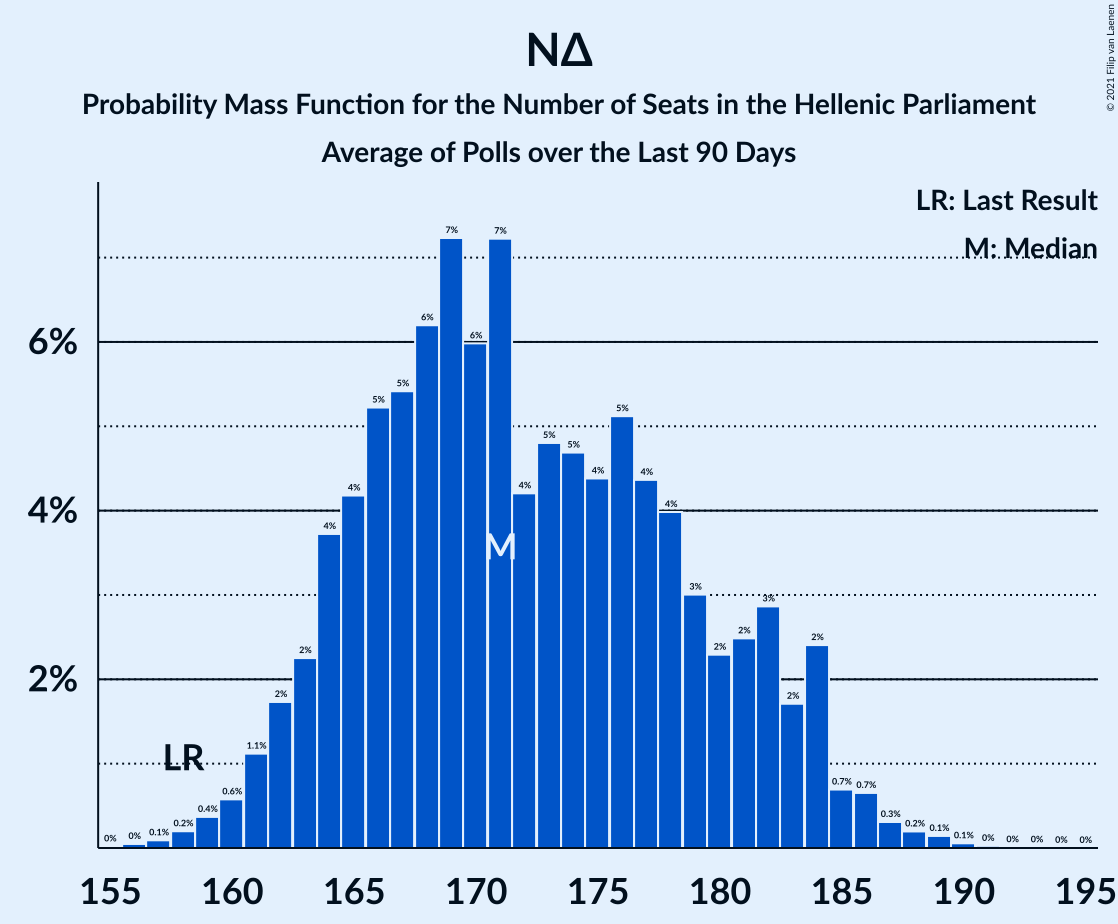 © 2021 Filip van Laenen
ΝΔ
Probability Mass Function for the Number of Seats in the Hellenic Parliament
Average of Polls over the Last 90 Days
LR: Last Result
M: Median
6%
4%
2%
0% 0% 0.1% 0.2% 0.4% 0.6% 1.1% 2% 2% 4% 4% 5% 5% 6% 7% 6% 7% 4% 5% 5% 4% 5% 4% 4% 3% 2% 2% 3% 2% 2% 0.7% 0.7% 0.3% 0.2% 0.1% 0.1% 0% 0% 0% 0% 0%
LR
M
155 160 165 170 175 180 185 190 195